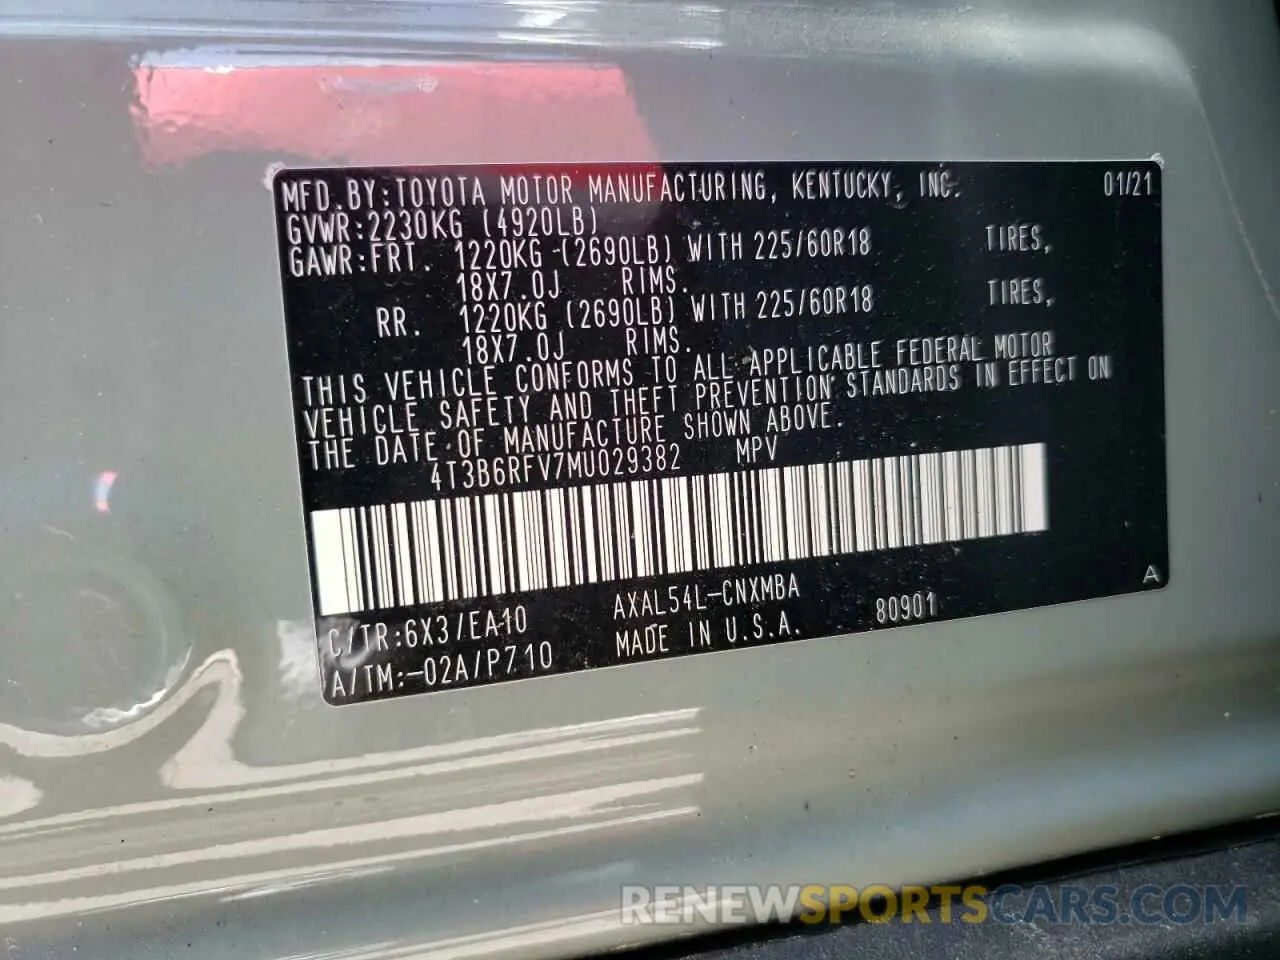 MFD.BY:TOYOTA MOTOR MANUFACTURING, KENTUCKY, INC. 01/21
GVWR:2230KG (4920LB)
GAWR:FRT. 1220KG (2690LB) WITH 225/60R18 TIRES,
18X7.0J RIMS.
RR. 1220KG (2690LB) WITH 225/60R18 TIRES,
18X7.0J RIMS.
THIS VEHICLE CONFORMS TO ALL APPLICABLE FEDERAL MOTOR
VEHICLE SAFETY AND THEFT PREVENTION STANDARDS IN EFFECT ON
THE DATE OF MANUFACTURE SHOWN ABOVE.
4T3B6RFV7MU029382 MPV
C/TR:6X3/EA10 AXAL54L-CNXMBA A
A/TM:-02A/P710 MADE IN U.S.A. 80901
RENEWSPORTSCARS.COM